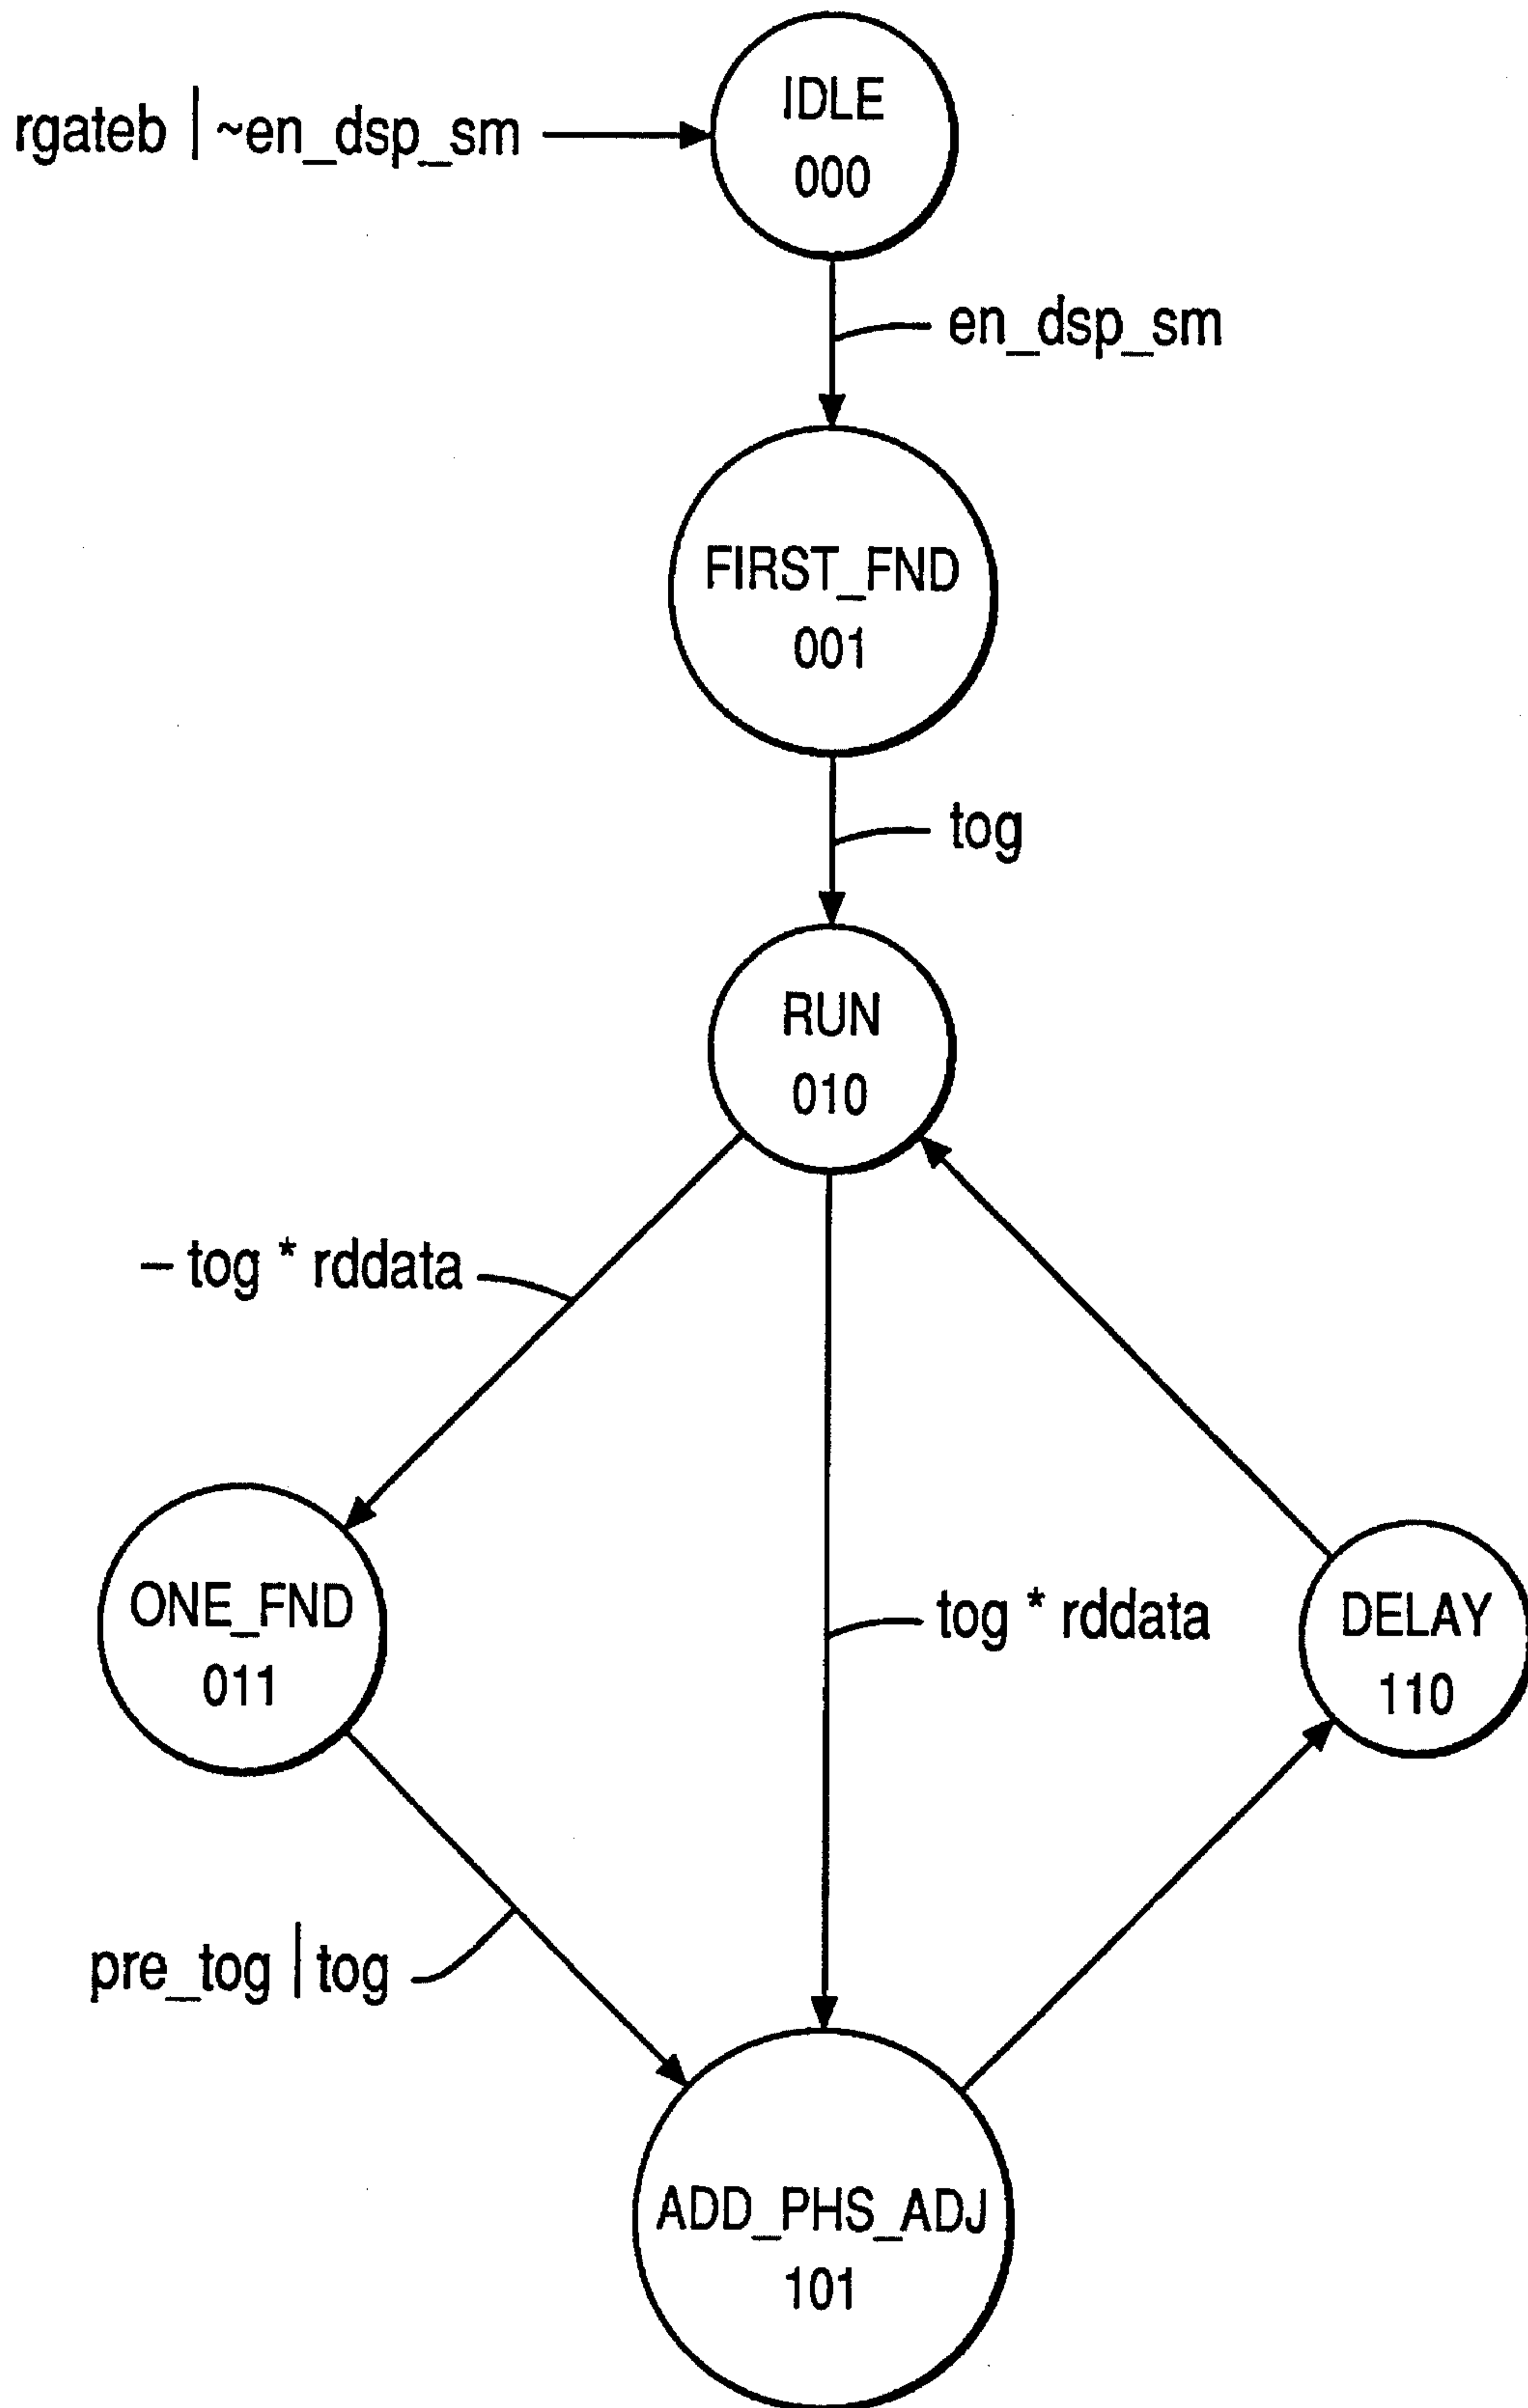 IDLE
000
rgateb | ~en_dsp_sm
en_dsp_sm
FIRST_FND
001
tog
RUN
010
– tog * rddata
ONE_FND
011
tog * rddata
DELAY
110
pre_tog | tog
ADD_PHS_ADJ
101